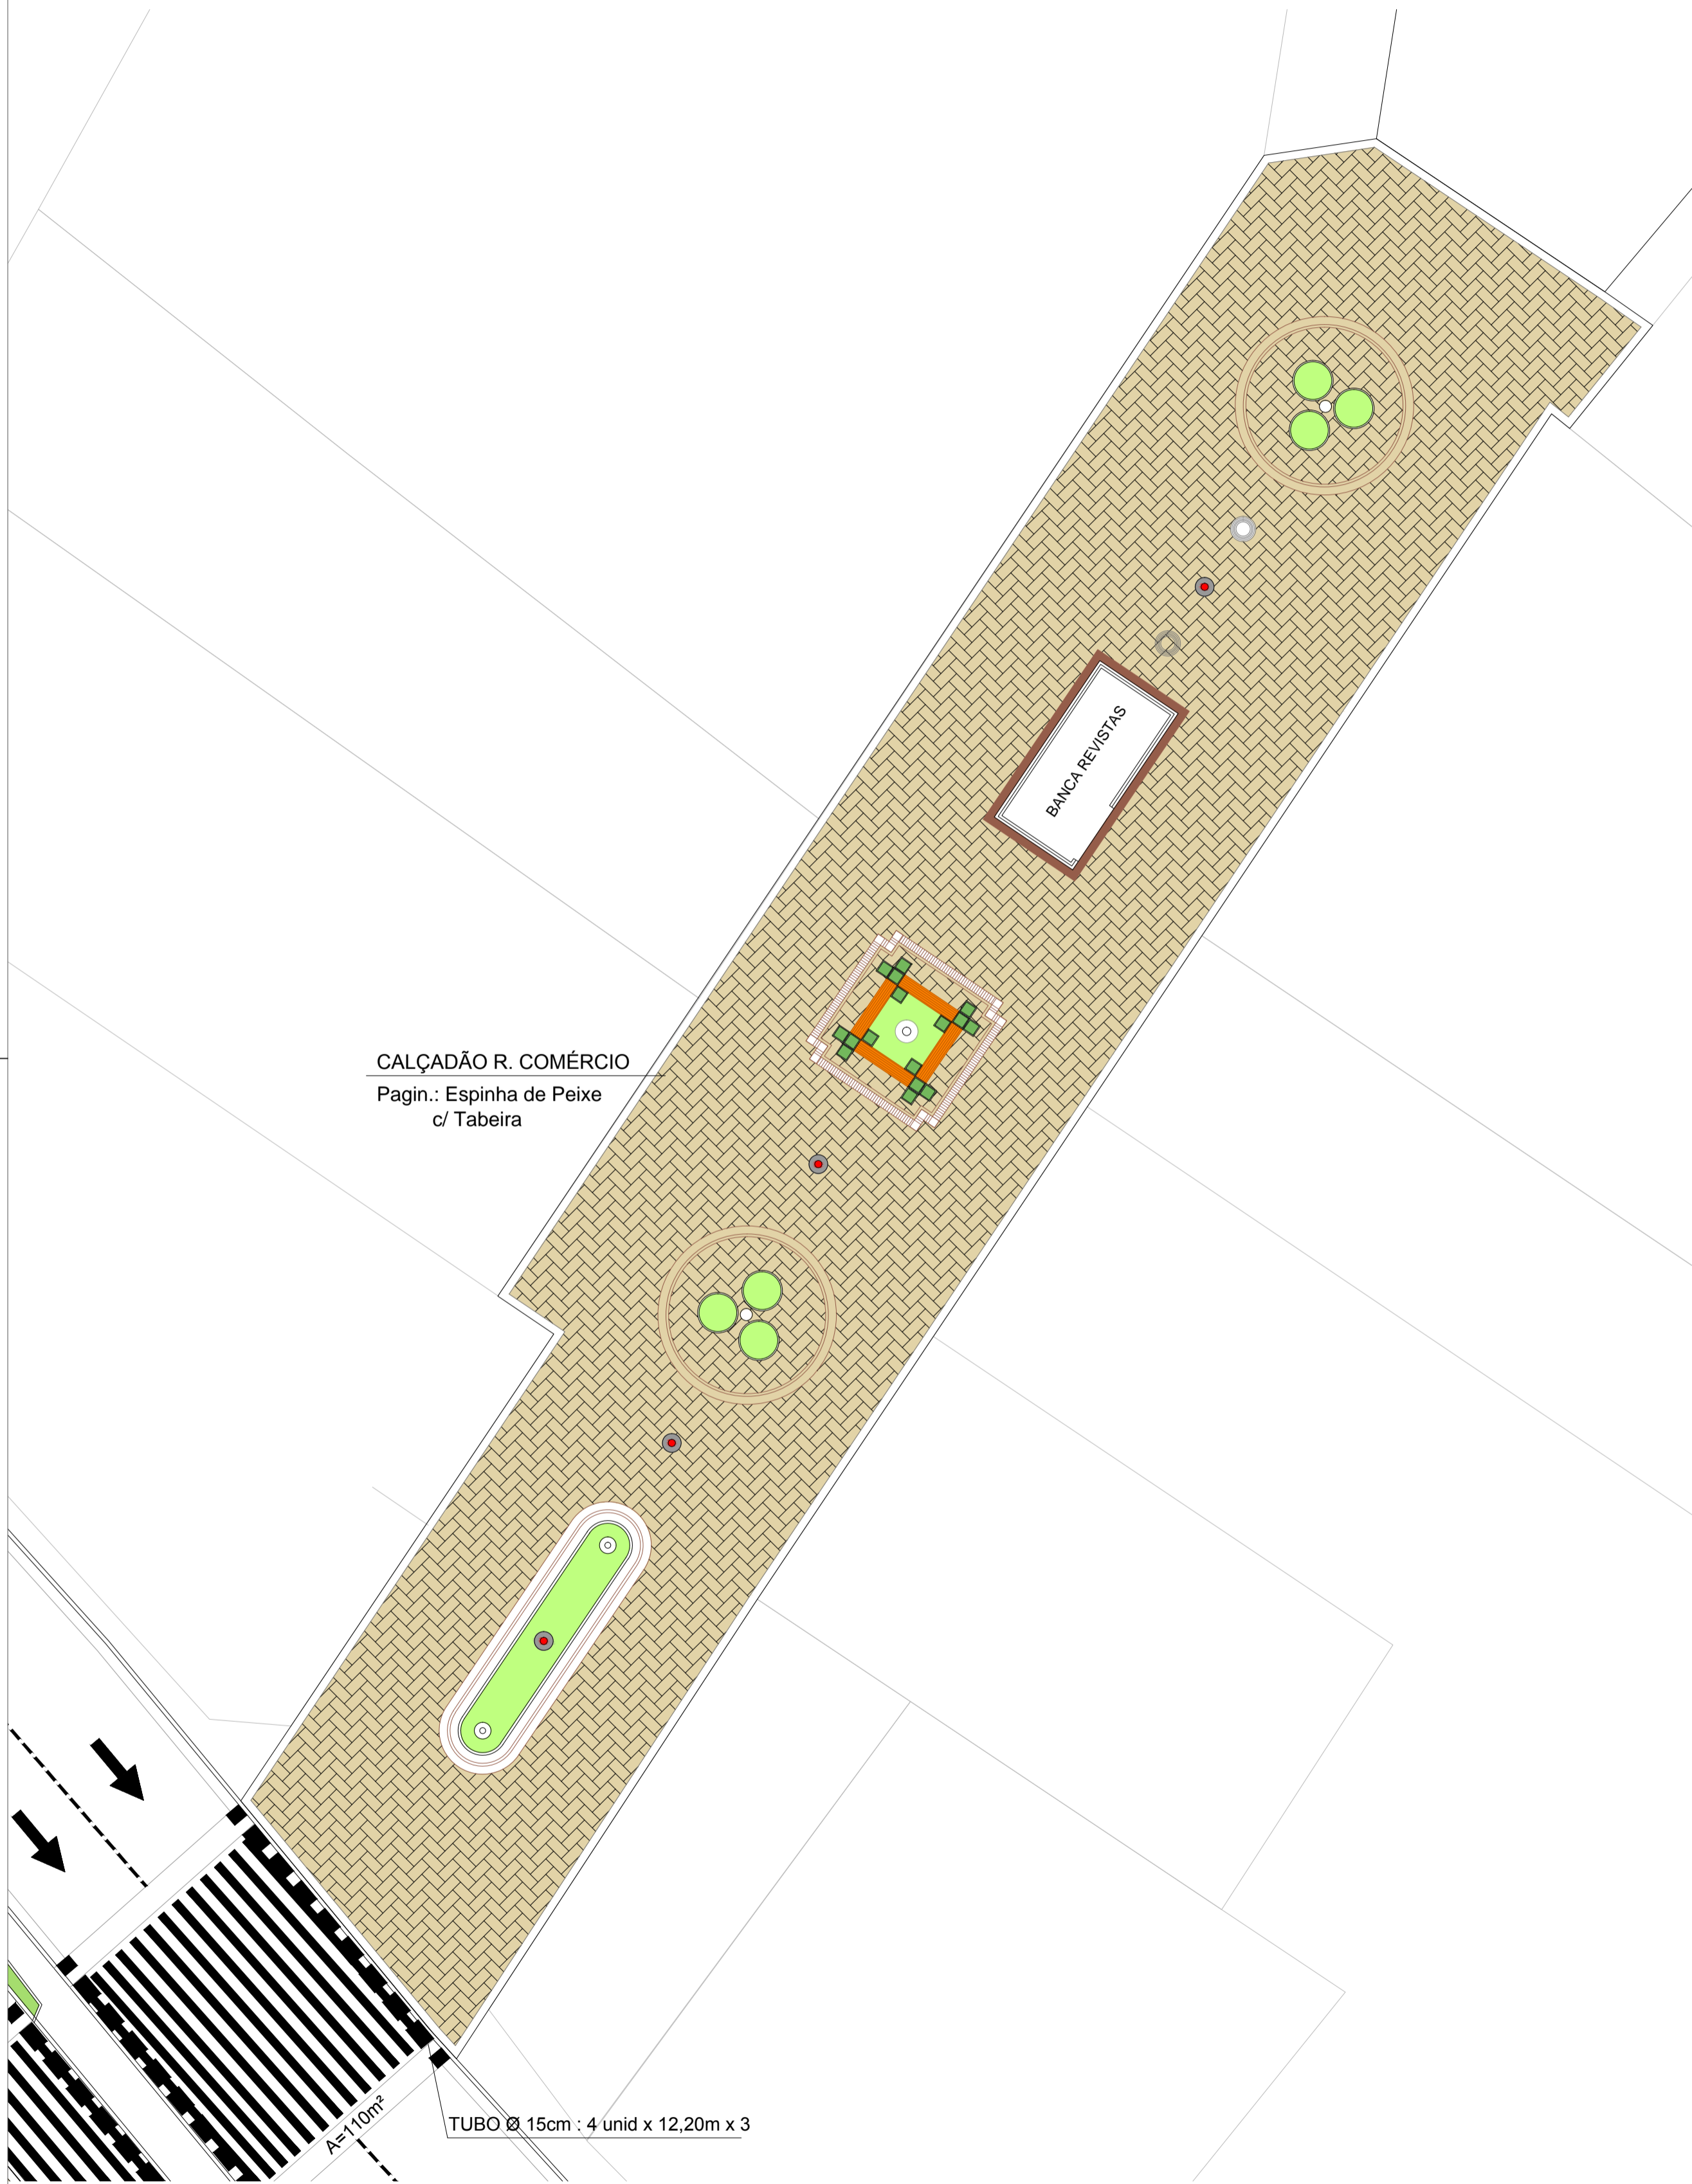 BANCA REVISTAS
CALÇADÃO R. COMÉRCIO
Pagin.: Espinha de Peixe
c/ Tabeira
A=110m²
TUBO Ø 15cm : 4 unid x 12,20m x 3